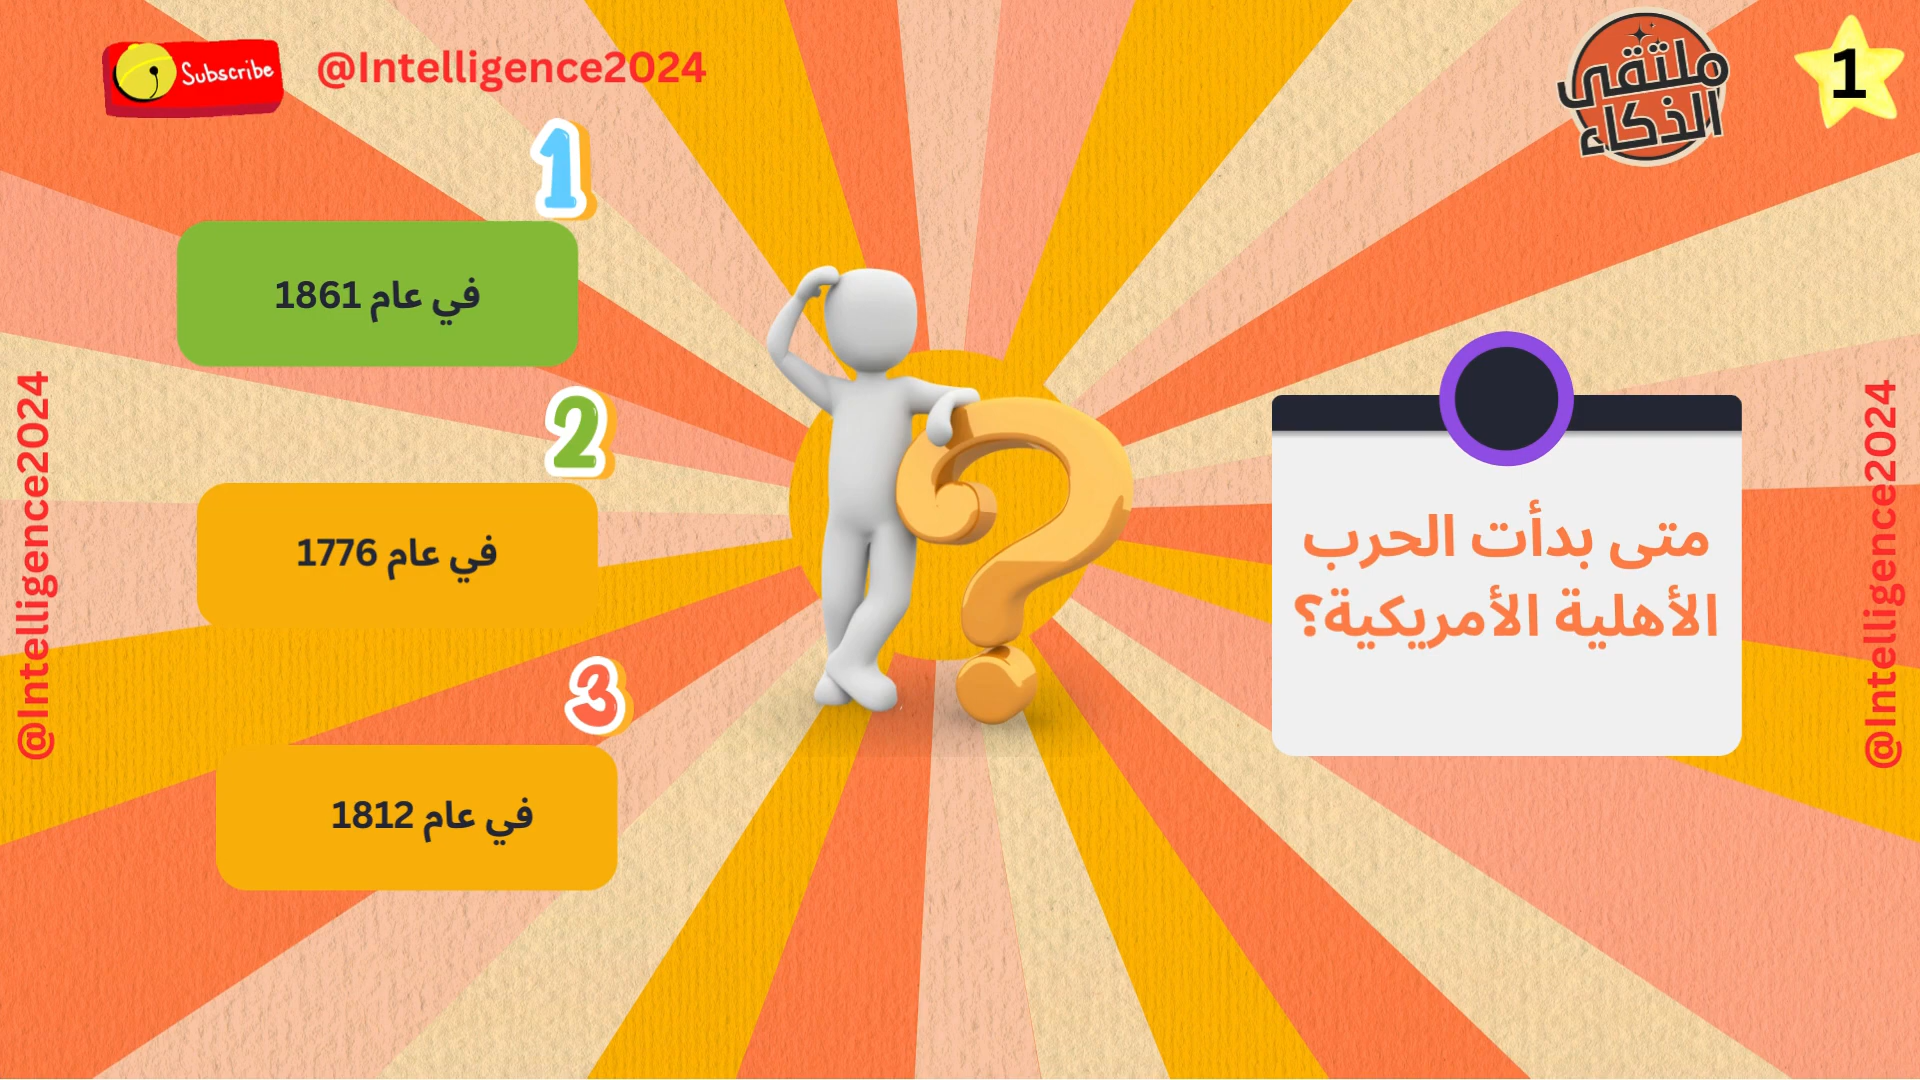 Subscribe
@Intelligence2024
ملتقى
الذكاء
1
1
في عام 1861
2
في عام 1776
3
في عام 1812
متى بدأت الحرب
الأهلية الأمريكية؟
@Intelligence2024
@Intelligence2024